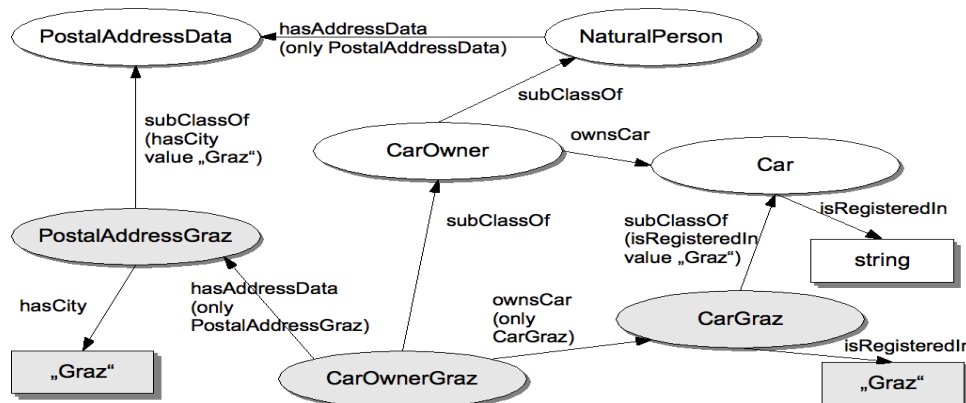 hasAddressData
PostalAddressData
NaturalPerson
(only PostalAddressData)
subClassOf
subClassOf
(hasCity
value „Graz“)
ownsCar
CarOwner
Car
isRegisteredIn
subClassOf
subClassOf
(isRegisteredIn
value „Graz“)
PostalAddressGraz
string
hasAddressData
(only
PostalAddressGraz)
hasCity
ownsCar
(only
CarGraz)
CarGraz
isRegisteredIn
„Graz“
CarOwnerGraz
„Graz“